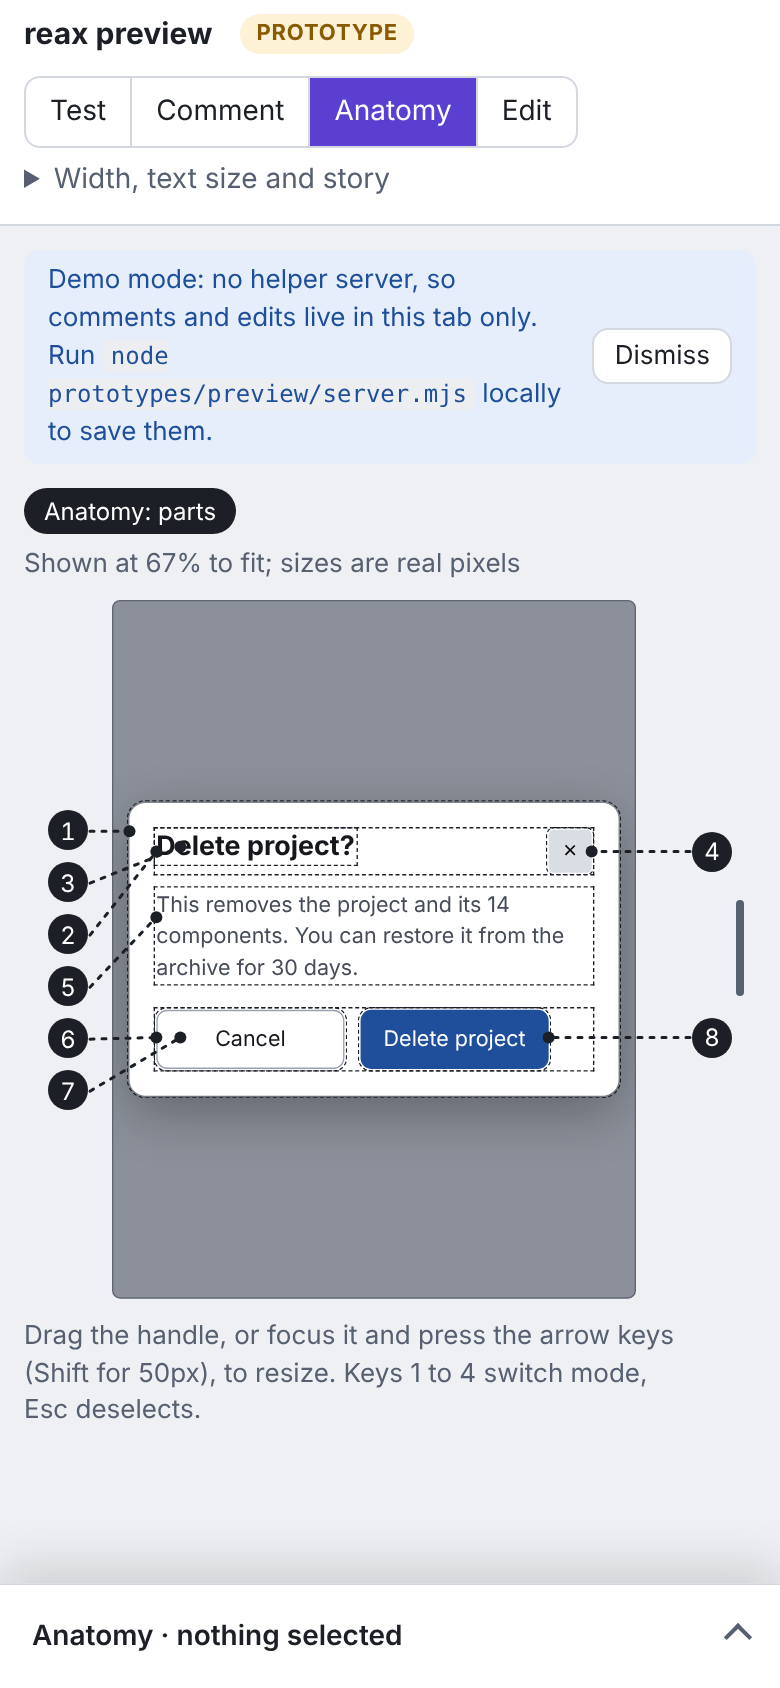 reax preview PROTOTYPE
Test Comment Anatomy Edit
Width, text size and story
Demo mode: no helper server, so
comments and edits live in this tab only.
Run node
prototypes/preview/server.mjs locally
to save them.
Dismiss
Anatomy: parts
Shown at 67% to fit; sizes are real pixels
1
Delete project?
×
4
3
This removes the project and its 14
2
components. You can restore it from the
archive for 30 days.
5
6
Cancel
Delete project
8
7
Drag the handle, or focus it and press the arrow keys
(Shift for 50px), to resize. Keys 1 to 4 switch mode,
Esc deselects.
Anatomy · nothing selected